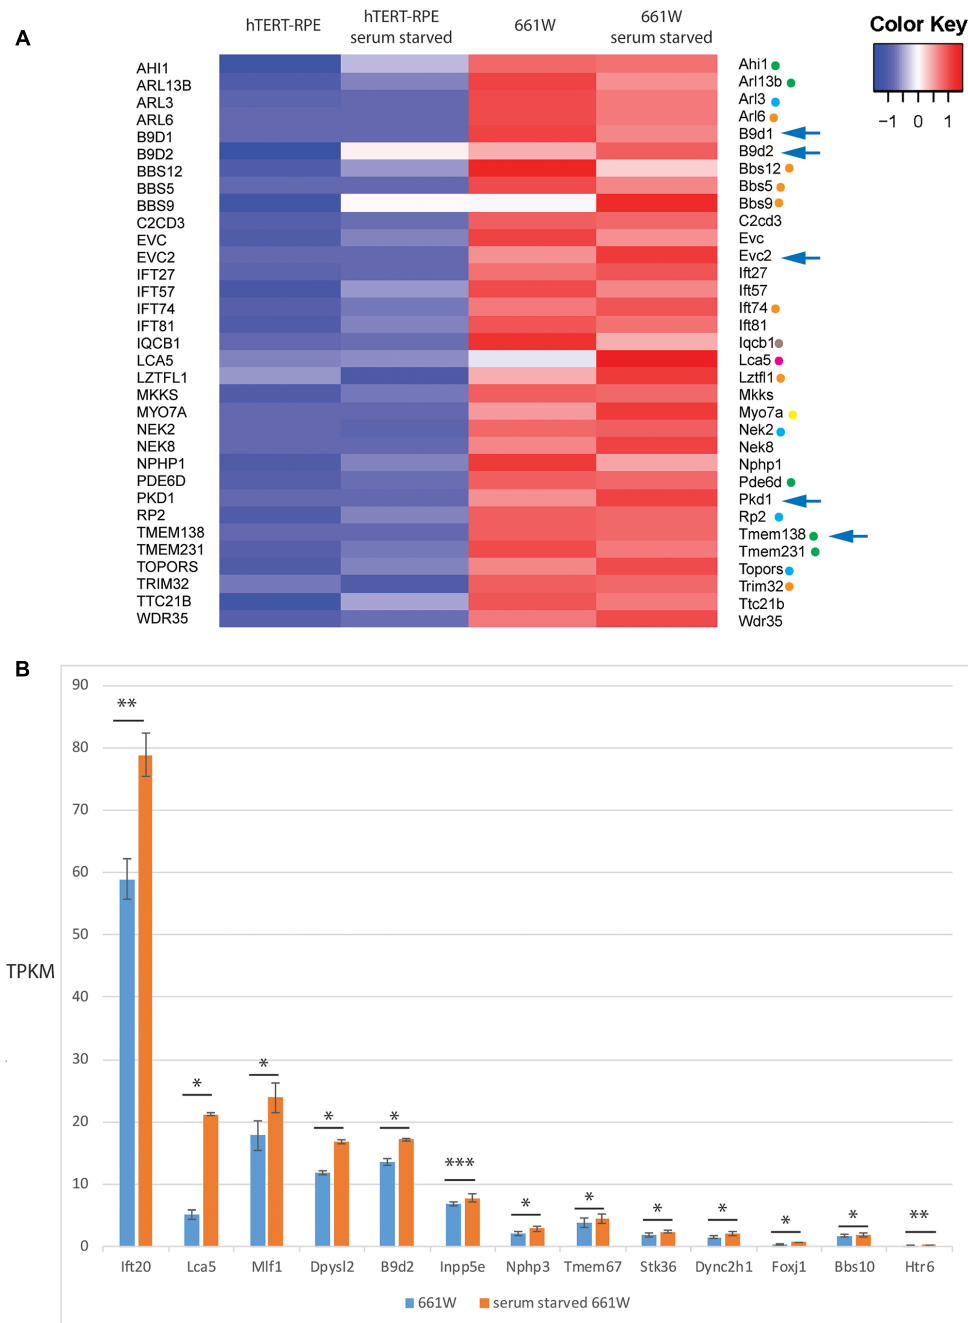 A
hTERT-RPE
hTERT-RPE
serum starved
661W
661W
serum starved
Color Key
−1 0 1
AHI1 Ahi1
ARL13B Arl13b
ARL3 Arl3
ARL6 Arl6
B9D1 B9d1
B9D2 B9d2
BBS12 Bbs12
BBS5 Bbs5
BBS9 Bbs9
C2CD3 C2cd3
EVC Evc
EVC2 Evc2
IFT27 Ift27
IFT57 Ift57
IFT74 Ift74
IFT81 Ift81
IQCB1 Iqcb1
LCA5 Lca5
LZTFL1 Lztfl1
MKKS Mkks
MYO7A Myo7a
NEK2 Nek2
NEK8 Nek8
NPHP1 Nphp1
PDE6D Pde6d
PKD1 Pkd1
RP2 Rp2
TMEM138 Tmem138
TMEM231 Tmem231
TOPORS Topors
TRIM32 Trim32
TTC21B Ttc21b
WDR35 Wdr35
B
TPKM
90
80
70
60
50
40
30
20
10
0
** * * * * *** * * * * * * **
Ift20 Lca5 Mlf1 Dpysl2 B9d2 Inpp5e Nphp3 Tmem67 Stk36 Dync2h1 Foxj1 Bbs10 Htr6
661W serum starved 661W